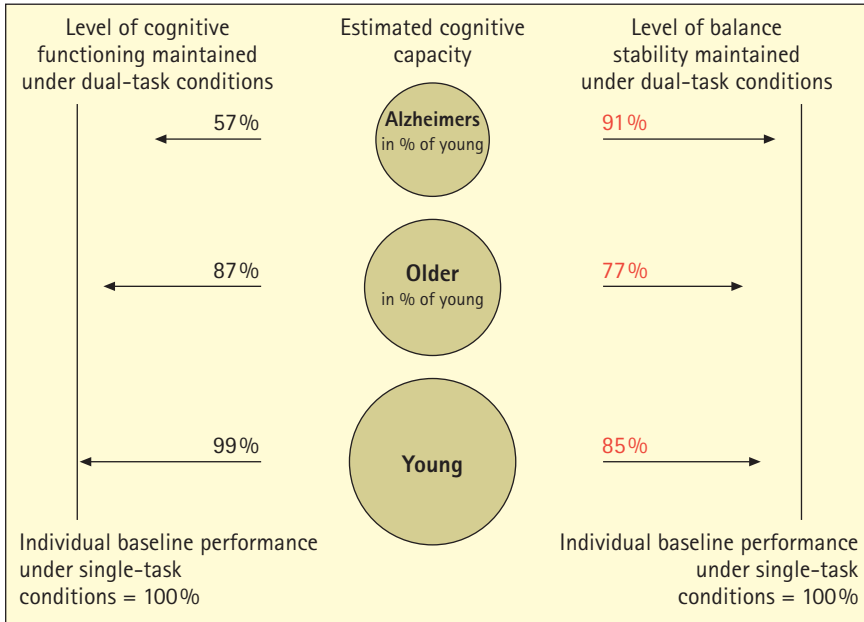 Level of cognitive
functioning maintained
under dual-task conditions
Estimated cognitive
capacity
Level of balance
stability maintained
under dual-task conditions
57%
Alzheimers
in % of young
91%
87%
Older
in % of young
77%
99%
Young
85%
Individual baseline performance
under single-task
conditions = 100%
Individual baseline performance
under single-task
conditions = 100%